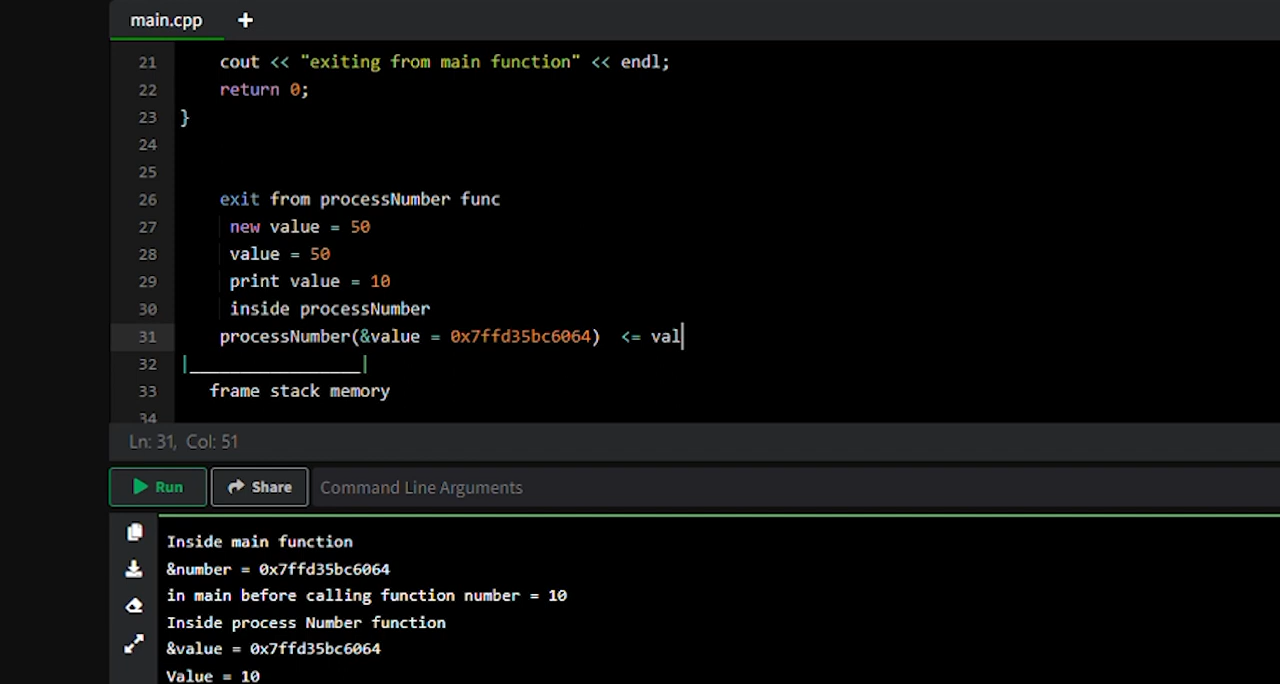 main.cpp +
21 cout << "exiting from main function" << endl;
22 return 0;
23 }
24
25
26 exit from processNumber func
27 new value = 50
28 value = 50
29 print value = 10
30 inside processNumber
31 processNumber(&value = 0x7ffd35bc6064) <= val
32 |_________________|
33 frame stack memory
34
Ln: 31, Col: 51
Run Share Command Line Arguments
Inside main function
&number = 0x7ffd35bc6064
in main before calling function number = 10
Inside process Number function
&value = 0x7ffd35bc6064
Value = 10